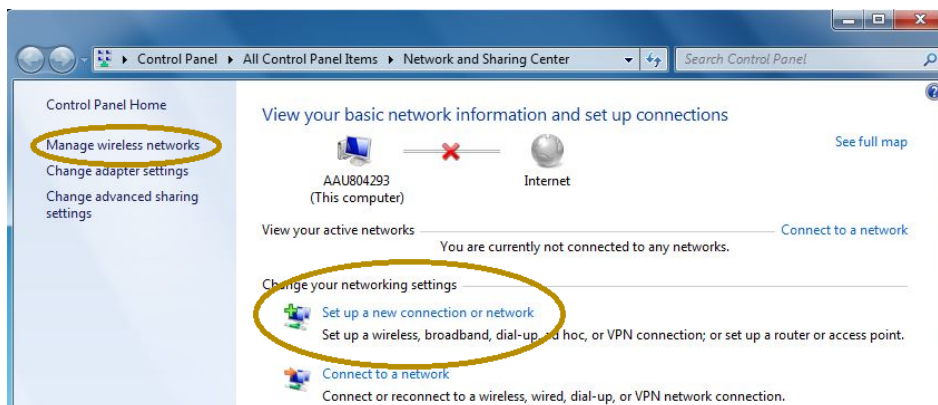 Control Panel ▸ All Control Panel Items ▸ Network and Sharing Center
Search Control Panel
Control Panel Home
Manage wireless networks
Change adapter settings
Change advanced sharing
settings
View your basic network information and set up connections
See full map
AAU804293
(This computer)
Internet
View your active networks
Connect to a network
You are currently not connected to any networks.
Change your networking settings
Set up a new connection or network
Set up a wireless, broadband, dial-up, ad hoc, or VPN connection; or set up a router or access point.
Connect to a network
Connect or reconnect to a wireless, wired, dial-up, or VPN network connection.